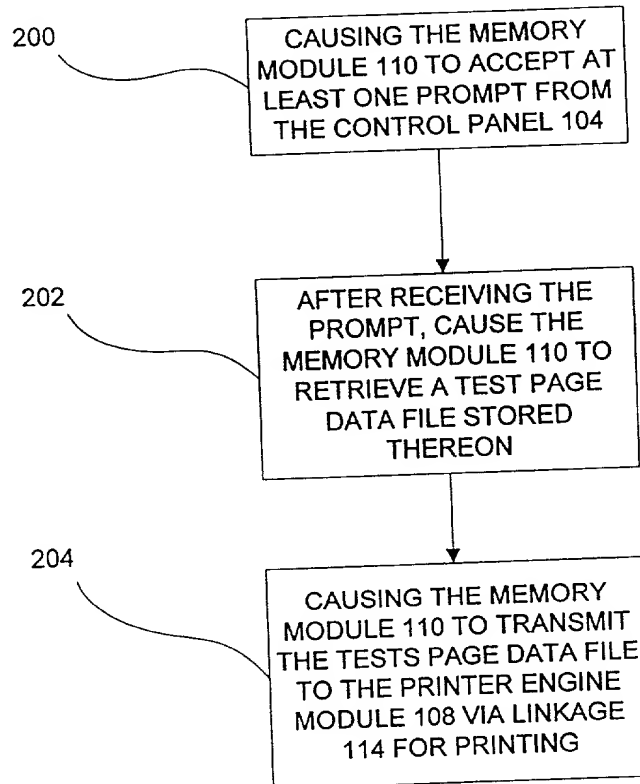 200
CAUSING THE MEMORY
MODULE 110 TO ACCEPT AT
LEAST ONE PROMPT FROM
THE CONTROL PANEL 104
202
AFTER RECEIVING THE
PROMPT, CAUSE THE
MEMORY MODULE 110 TO
RETRIEVE A TEST PAGE
DATA FILE STORED
THEREON
204
CAUSING THE MEMORY
MODULE 110 TO TRANSMIT
THE TESTS PAGE DATA FILE
TO THE PRINTER ENGINE
MODULE 108 VIA LINKAGE
114 FOR PRINTING